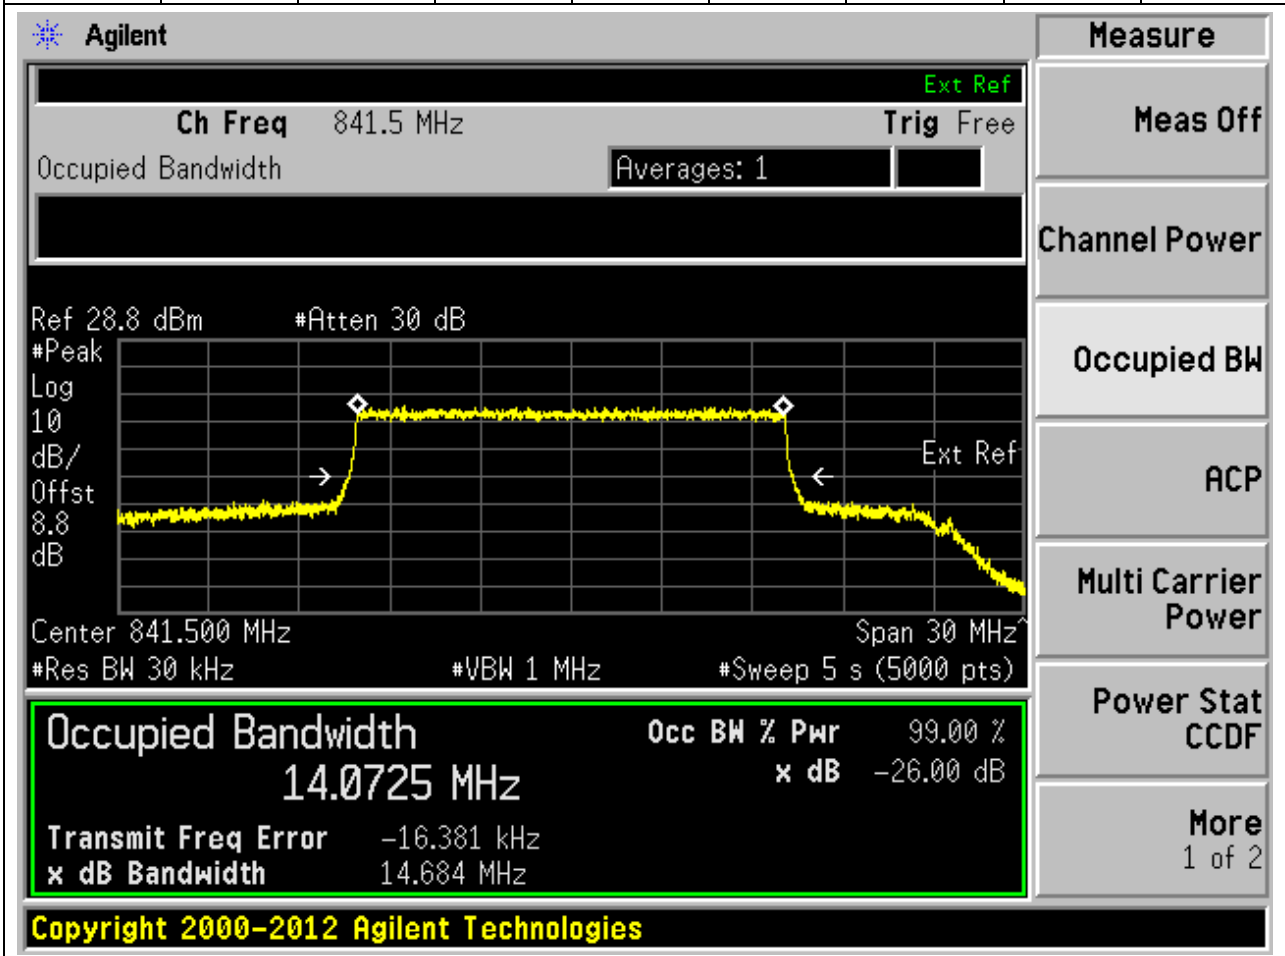 Agilent
Measure
Ext Ref
Ch Freq 841.5 MHz Trig Free
Meas Off
Occupied Bandwidth Averages: 1
Channel Power
Ref 28.8 dBm #Atten 30 dB
#Peak
Log
10
dB/
Offst
8.8
dB
Ext Ref
Occupied BW
ACP
Center 841.500 MHz Span 30 MHz^
#Res BW 30 kHz #VBW 1 MHz #Sweep 5 s (5000 pts)
Multi Carrier
Power
Occupied Bandwidth
14.0725 MHz
Occ BW % Pwr 99.00 %
x dB -26.00 dB
Transmit Freq Error -16.381 kHz
x dB Bandwidth 14.684 MHz
Power Stat
CCDF
More
1 of 2
Copyright 2000-2012 Agilent Technologies